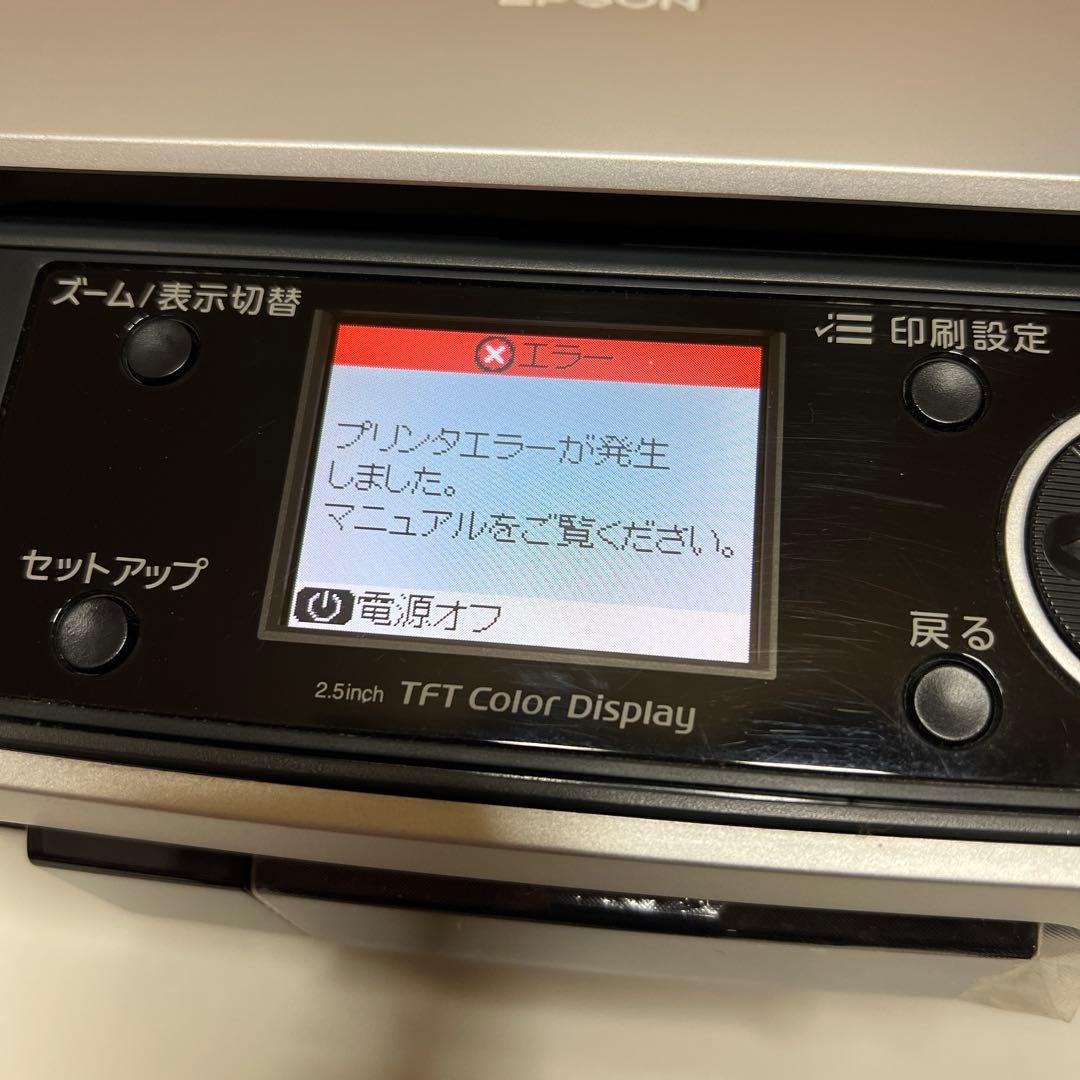 EPSON
ズーム/表示切替
印刷設定
エラー
プリンタエラーが発生
しました。
マニュアルをご覧ください。
電源オフ
セットアップ
戻る
2.5inch TFT Color Display